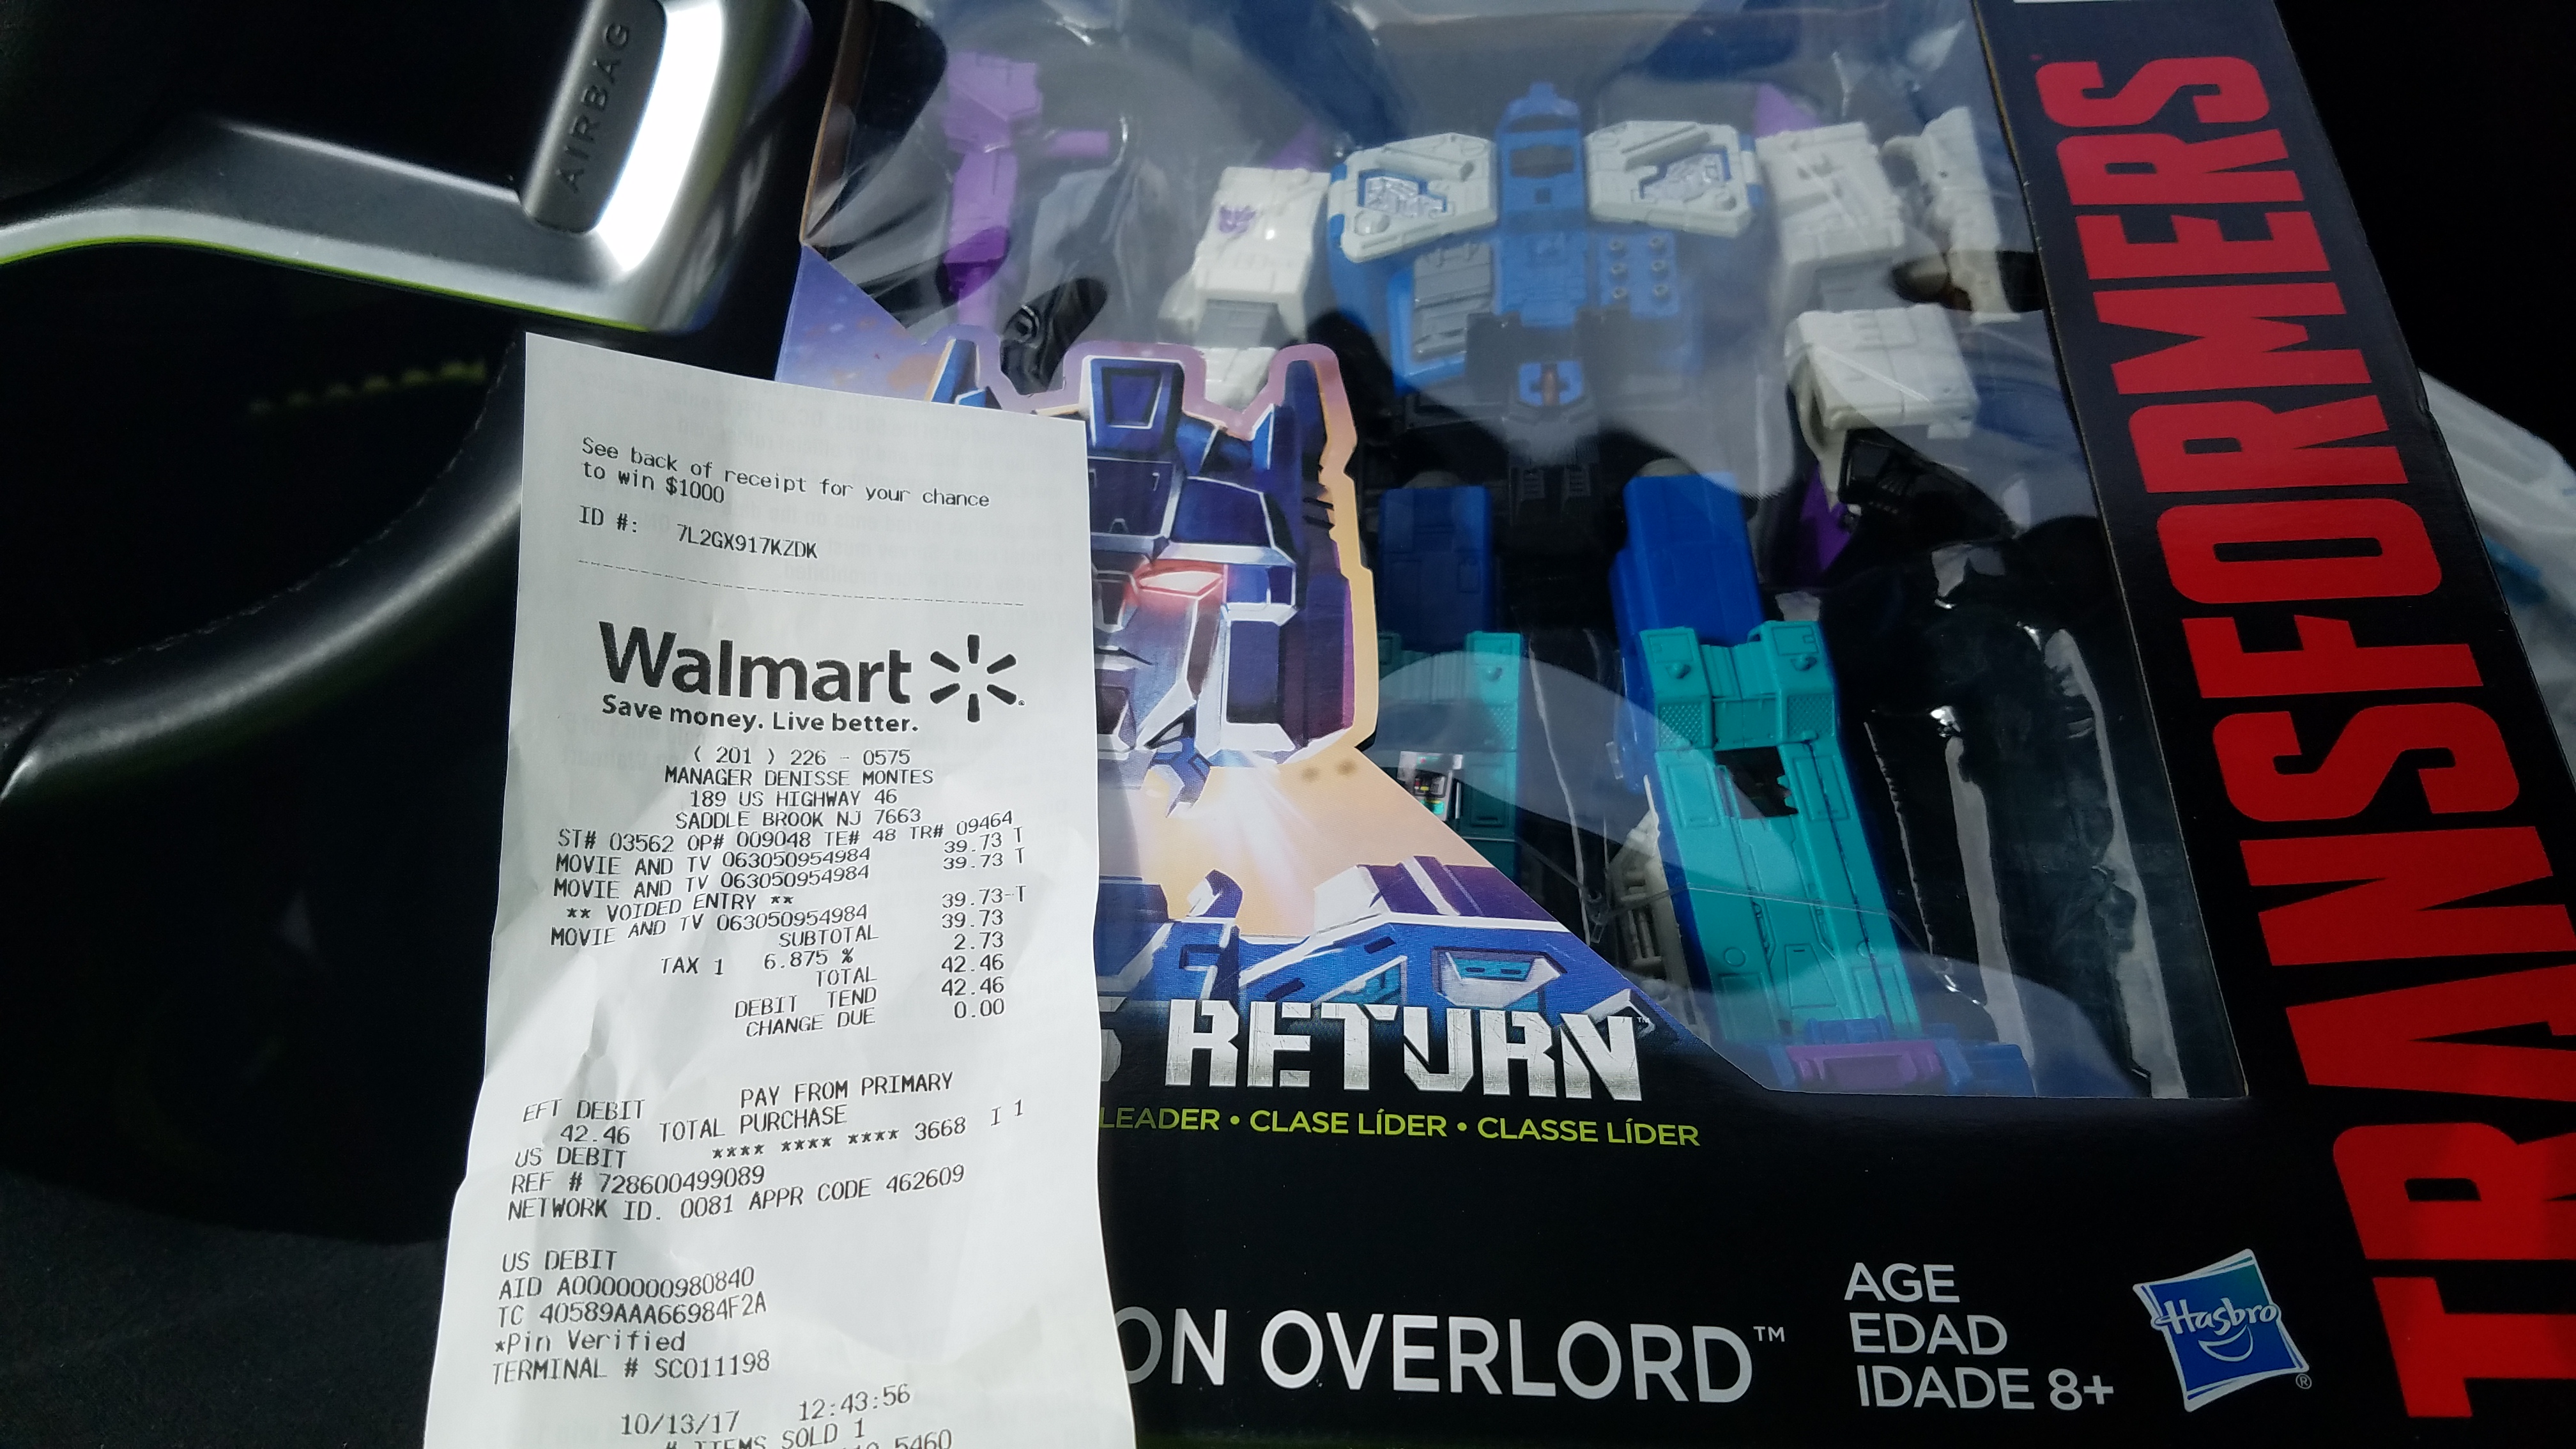 AIRBAG
See back of receipt for your chance
to win $1000
ID #: 7L2GX917KZDK
Walmart
Save money. Live better.
( 201 ) 226 - 0575
MANAGER DENISSE MONTES
189 US HIGHWAY 46
SADDLE BROOK NJ 7663
ST# 03562 OP# 009048 TE# 48 TR# 09464
MOVIE AND TV 063050954984 39.73 T
MOVIE AND TV 063050954984 39.73 T
** VOIDED ENTRY **
MOVIE AND TV 063050954984 39.73-T
SUBTOTAL 39.73
TAX 1 6.875 % 2.73
TOTAL 42.46
DEBIT TEND 42.46
CHANGE DUE 0.00
EFT DEBIT PAY FROM PRIMARY
42.46 TOTAL PURCHASE
US DEBIT **** **** **** 3668 I 1
REF # 728600499089
NETWORK ID. 0081 APPR CODE 462609
US DEBIT
AID A0000000980840
TC 40589AAA66984F2A
*Pin Verified
TERMINAL # SC011198
10/13/17 12:43:56
# ITEMS SOLD 1
5460
TRANSFORMERS
S RETURN™
LEADER • CLASE LÍDER • CLASSE LÍDER
ON OVERLORD™
AGE
EDAD
IDADE 8+
Hasbro®